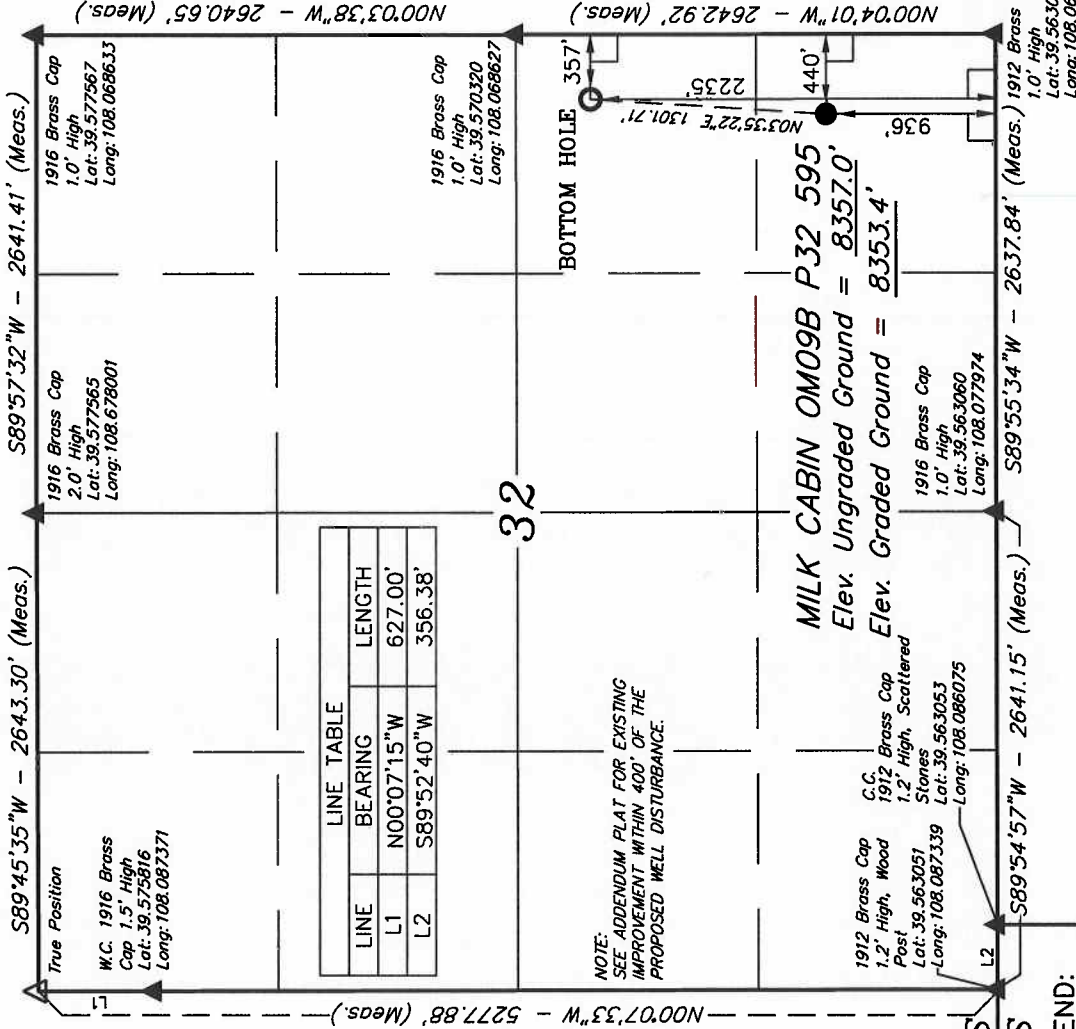 S89°45'35"W - 2643.30' (Meas.)
S89°57'32"W - 2641.41' (Meas.)
True Position
W.C. 1916 Brass
Cap 1.5' High
Lat: 39.575816
Long: 108.087371
L1
1916 Brass Cap
2.0' High
Lat: 39.577565
Long: 108.678001
1916 Brass Cap
1.0' High
Lat: 39.577567
Long: 108.068633
N00°03'38"W - 2640.65' (Meas.)
N00°07'33"W - 5277.88' (Meas.)
LINE TABLE
LINE BEARING LENGTH
L1 N00°07'15"W 627.00'
L2 S89°52'40"W 356.38'
32
1916 Brass Cap
1.0' High
Lat: 39.570320
Long: 108.068627
N00°04'01"W - 2642.92' (Meas.)
BOTTOM HOLE
357'
2235'
N03°35'22"E 1301.71'
440'
936'
NOTE:
SEE ADDENDUM PLAT FOR EXISTING
IMPROVEMENT WITHIN 400' OF THE
PROPOSED WELL DISTURBANCE.
MILK CABIN OM09B P32 595
Elev. Ungraded Ground = 8357.0'
Elev. Graded Ground = 8353.4'
1912 Brass Cap
1.2' High, Wood
Post
Lat: 39.563051
Long: 108.087339
C.C.
1912 Brass Cap
1.2' High, Scattered
Stones
Lat: 39.563053
Long: 108.086075
1916 Brass Cap
1.0' High
Lat: 39.563060
Long: 108.077974
L2
S89°54'57"W - 2641.15' (Meas.)
S89°55'34"W - 2637.84' (Meas.)
1912 Brass
1.0' High
Lat: 39.5630
Long: 108.06
END: